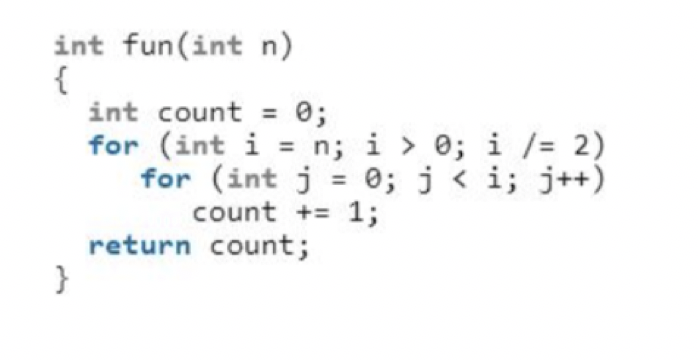 int fun(int n)
{
  int count = 0;
  for (int i = n; i > 0; i /= 2)
     for (int j = 0; j < i; j++)
        count += 1;
  return count;
}